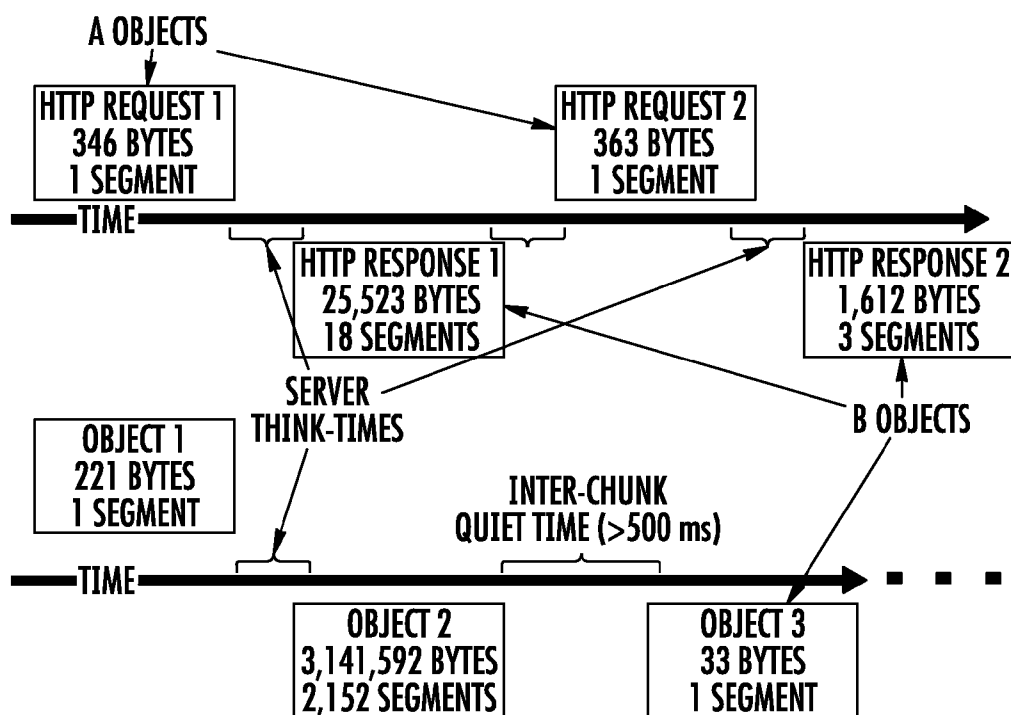 A OBJECTS
HTTP REQUEST 1
346 BYTES
1 SEGMENT
HTTP REQUEST 2
363 BYTES
1 SEGMENT
TIME
HTTP RESPONSE 1
25,523 BYTES
18 SEGMENTS
HTTP RESPONSE 2
1,612 BYTES
3 SEGMENTS
SERVER
THINK-TIMES
B OBJECTS
OBJECT 1
221 BYTES
1 SEGMENT
INTER-CHUNK
QUIET TIME (>500 ms)
TIME
OBJECT 2
3,141,592 BYTES
2,152 SEGMENTS
OBJECT 3
33 BYTES
1 SEGMENT